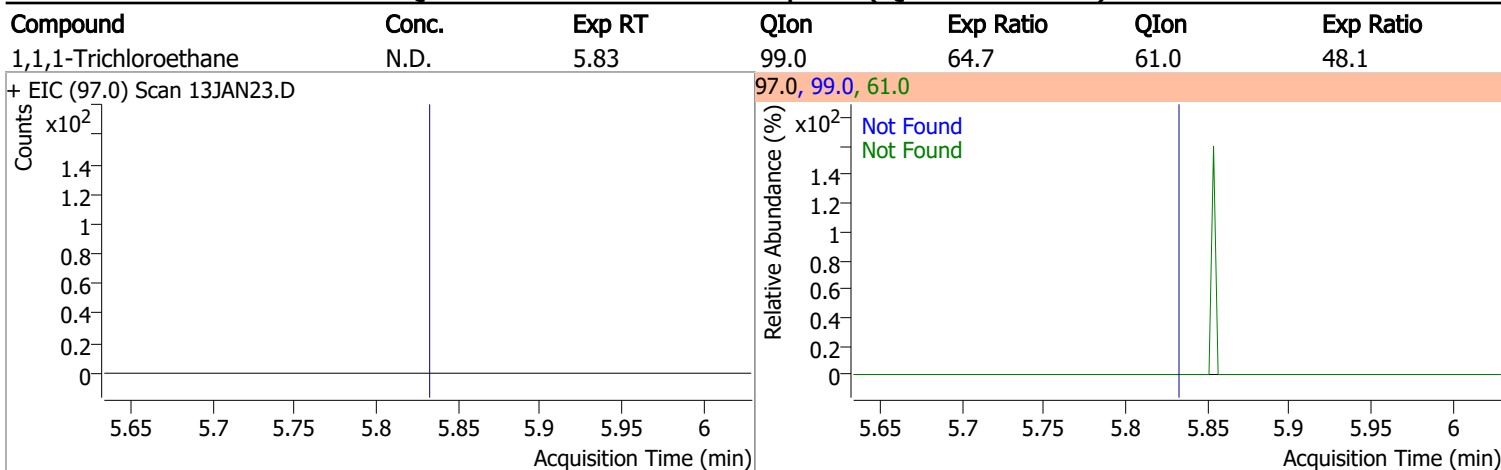 Compound Conc. Exp RT QIon Exp Ratio QIon Exp Ratio
1,1,1-Trichloroethane N.D. 5.83 99.0 64.7 61.0 48.1
+ EIC (97.0) Scan 13JAN23.D
Counts
x10²
1.4
1.2
1
0.8
0.6
0.4
0.2
0
5.65 5.7 5.75 5.8 5.85 5.9 5.95 6
Acquisition Time (min)
97.0, 99.0, 61.0
Relative Abundance (%)
x10²
Not Found
Not Found
1.4
1.2
1
0.8
0.6
0.4
0.2
0
5.65 5.7 5.75 5.8 5.85 5.9 5.95 6
Acquisition Time (min)